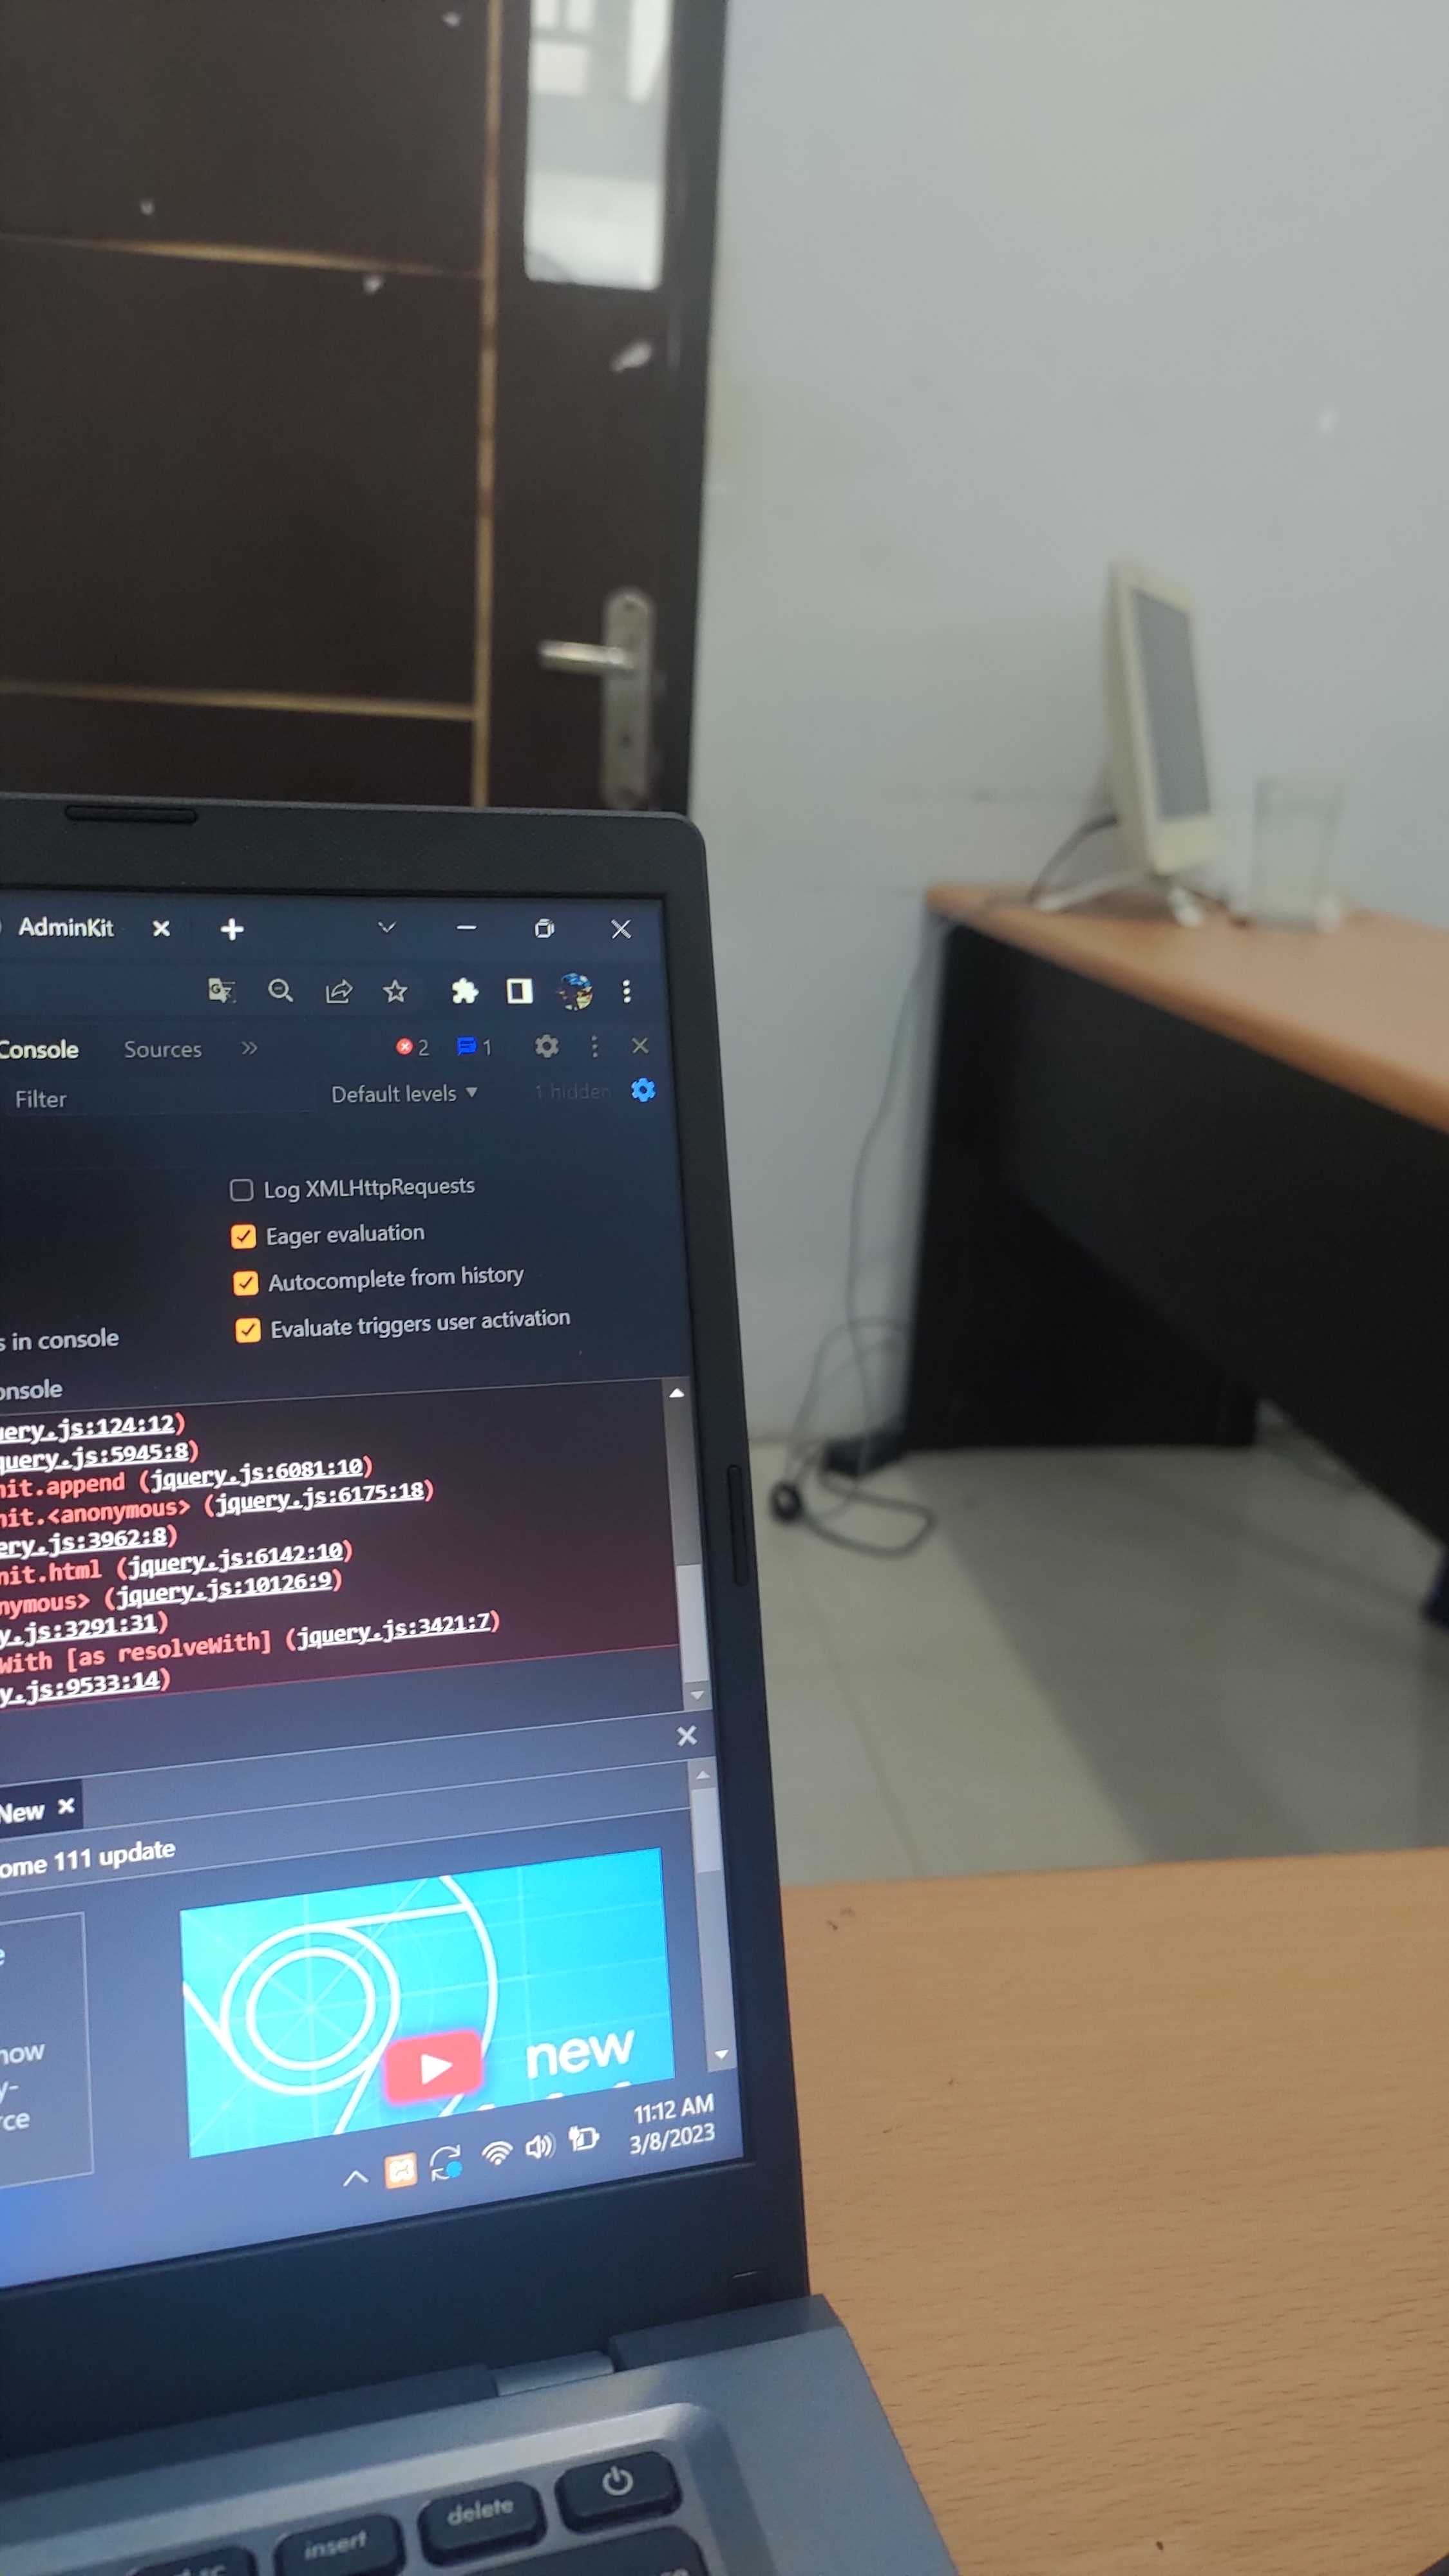 AdminKit
Console Sources 2 1
Filter Default levels 1 hidden
Log XMLHttpRequests
Eager evaluation
Autocomplete from history
s in console Evaluate triggers user activation
onsole
uery.js:124:12)
query.js:5945:8)
nit.append (jquery.js:6081:10)
nit.<anonymous> (jquery.js:6175:18)
ery.js:3962:8)
nit.html (jquery.js:6142:10)
nymous> (jquery.js:10126:9)
y.js:3291:31)
With [as resolveWith] (jquery.js:3421:7)
y.js:9533:14)
New
ome 111 update
e
now
y-
rce
new
11:12 AM
3/8/2023
insert delete